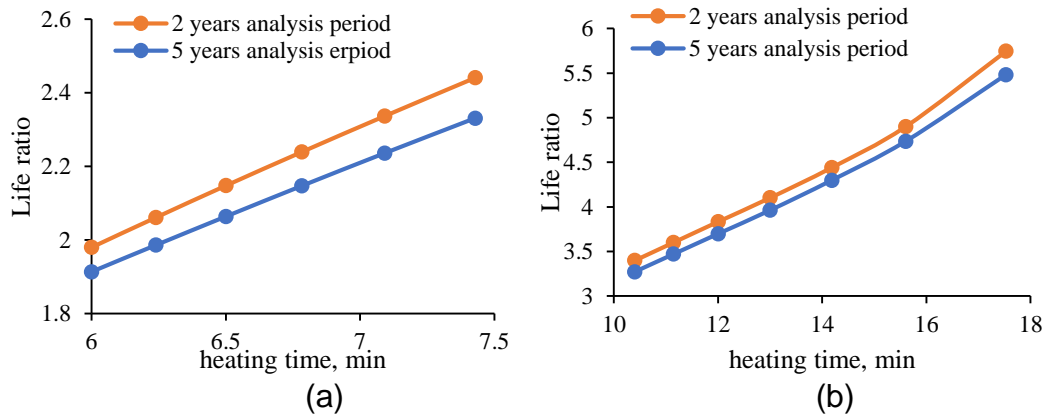 2.6
2.4
2.2
2
1.8
Life ratio
2 years analysis period
5 years analysis erpiod
6
6.5
7
7.5
heating time, min
(a)
6
5.5
5
4.5
4
3.5
3
Life ratio
2 years analysis period
5 years analysis period
10
12
14
16
18
heating time, min
(b)